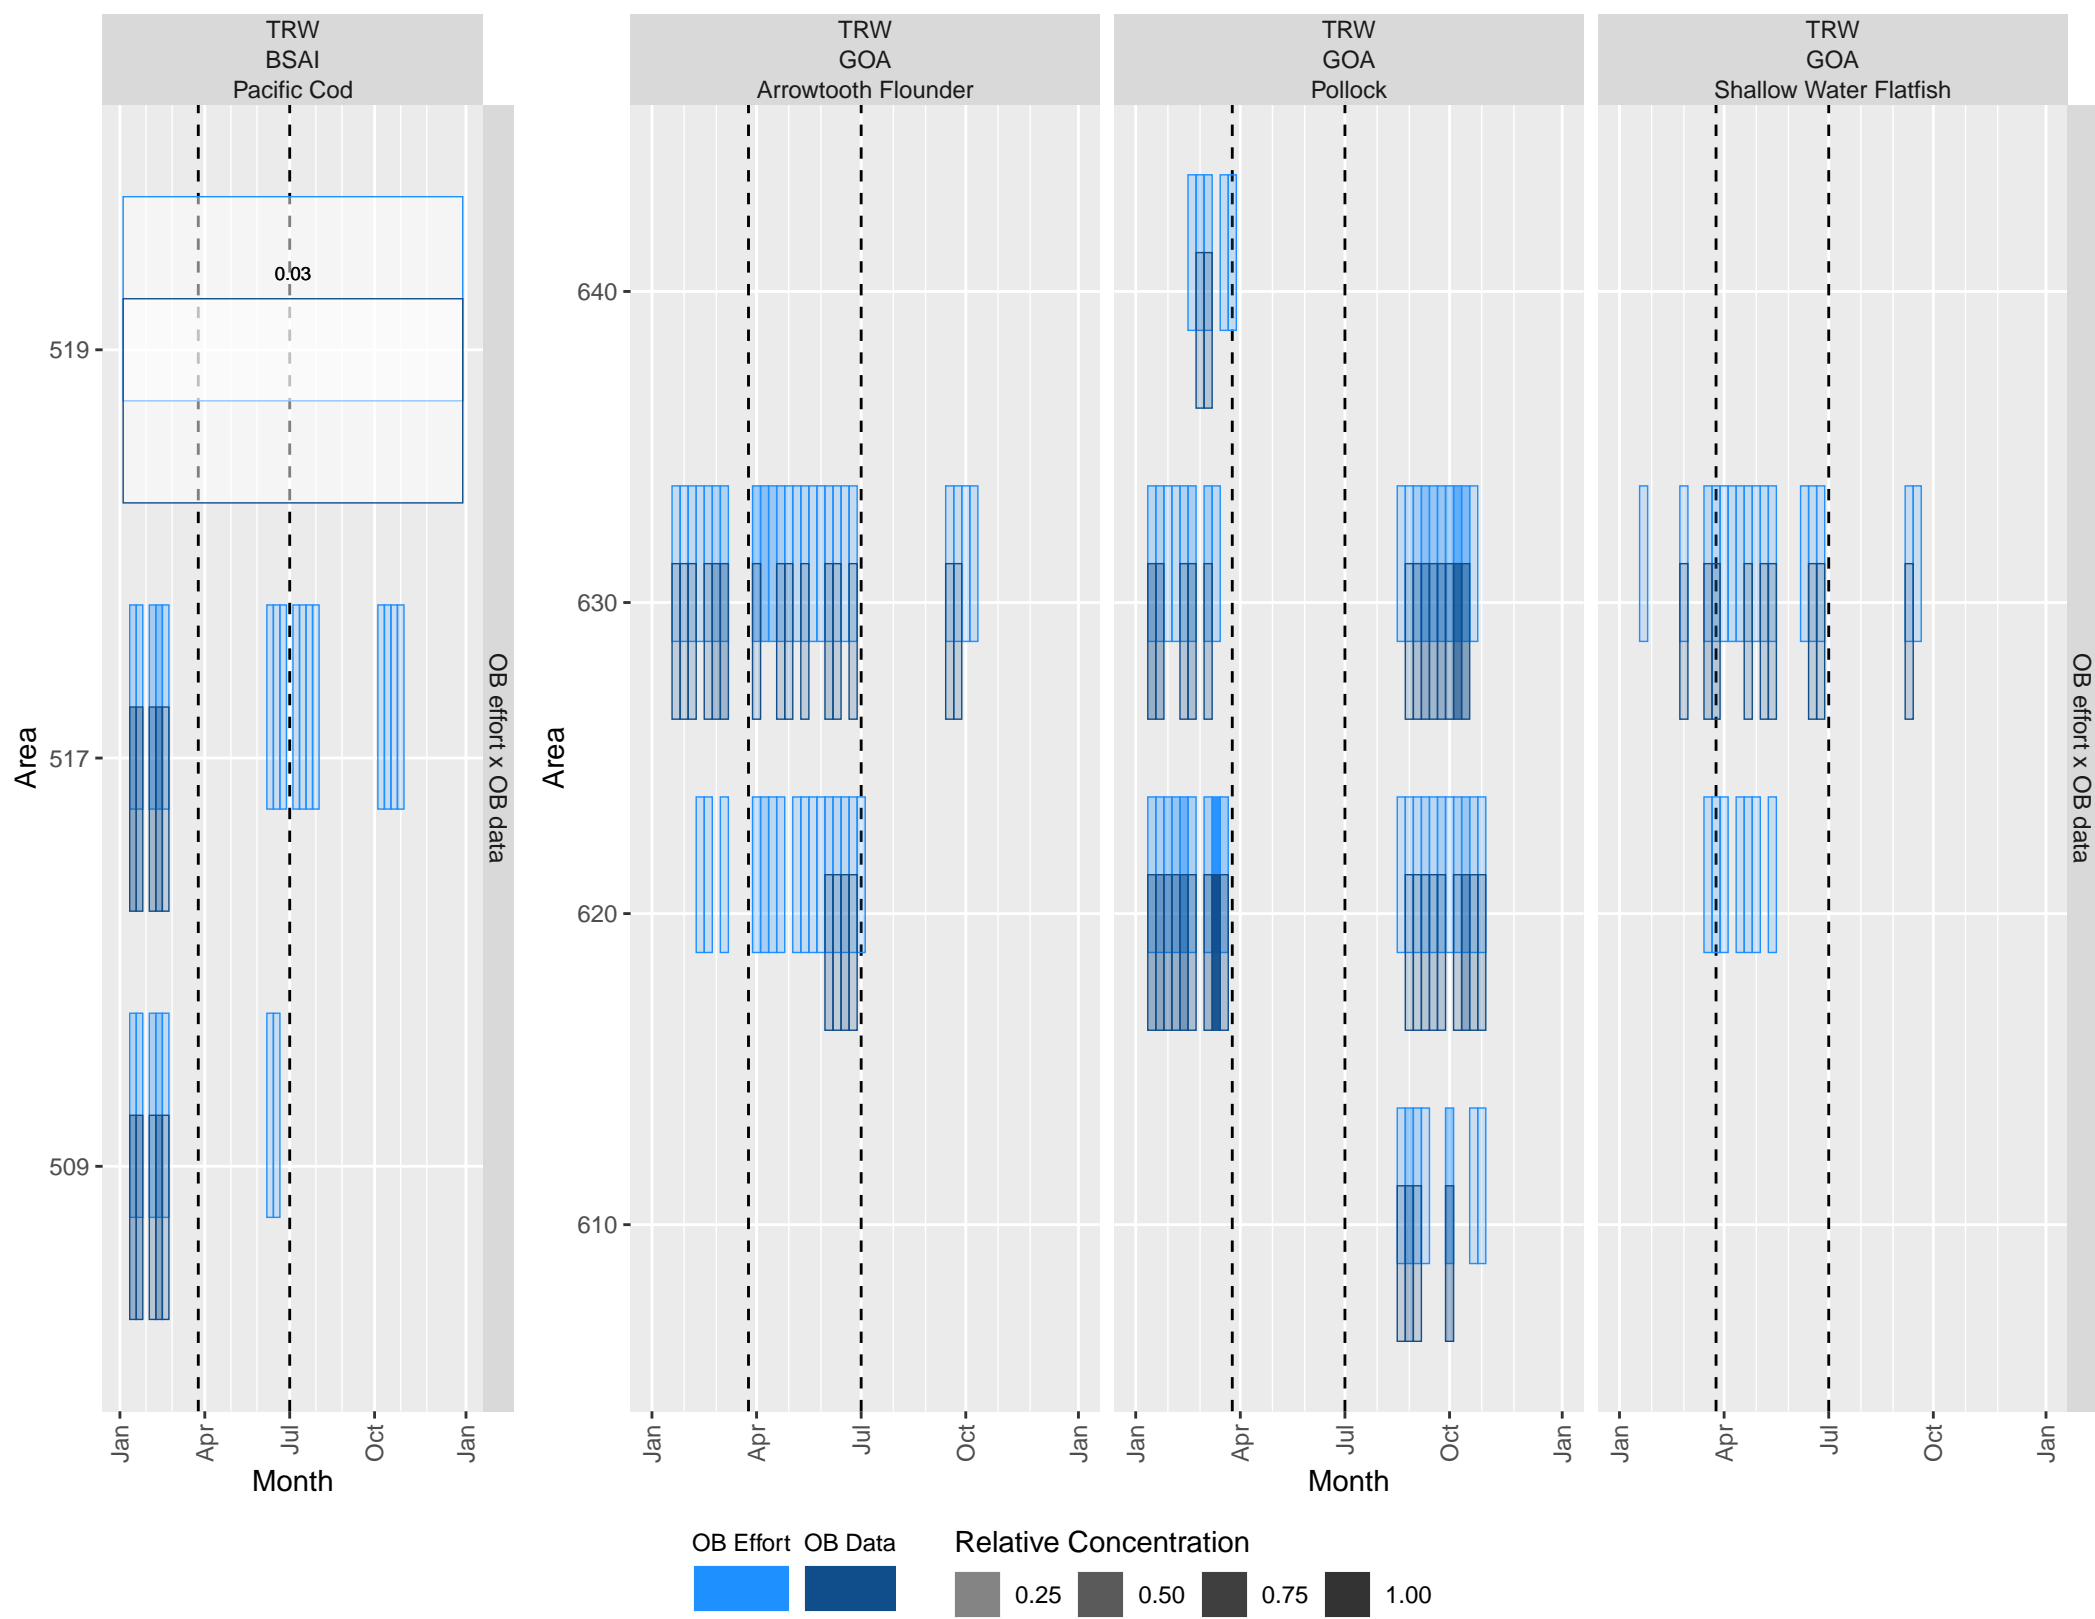 TRW
BSAI
Pacific Cod
TRW
GOA
Arrowtooth Flounder
TRW
GOA
Pollock
TRW
GOA
Shallow Water Flatfish
Area
519
517
509
0.03
OB effort x OB data
Jan
Apr
Jul
Oct
Jan
Month
Area
640
630
620
610
Jan
Apr
Jul
Oct
Jan
Jan
Apr
Jul
Oct
Jan
Jan
Apr
Jul
Oct
Jan
Month
OB effort x OB data
OB Effort OB Data
Relative Concentration
0.25 0.50 0.75 1.00